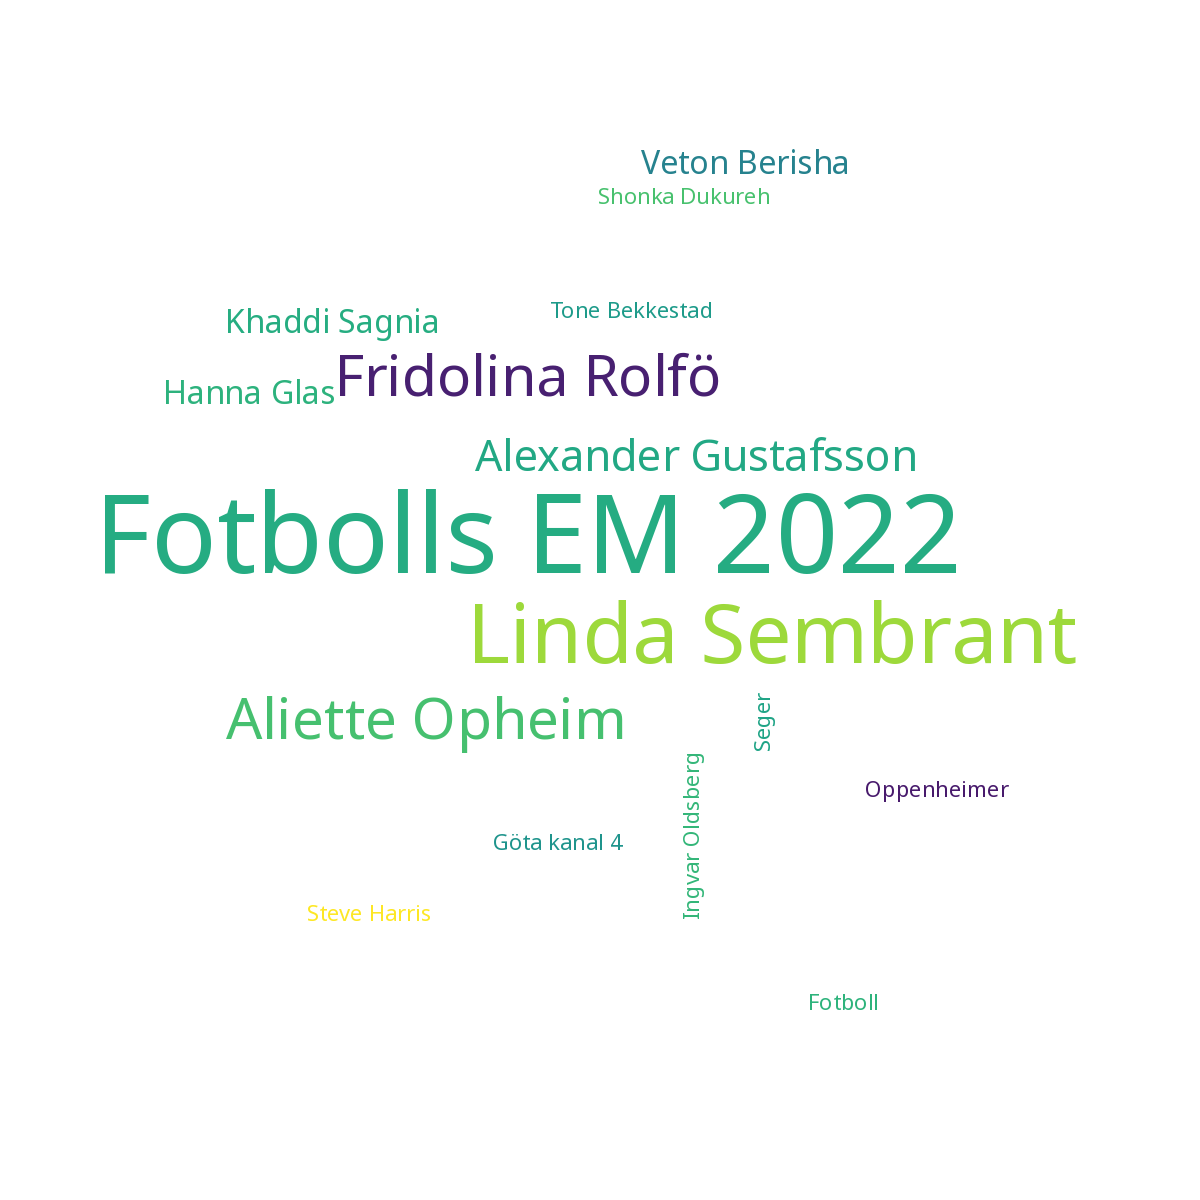 Veton Berisha
Shonka Dukureh
Tone Bekkestad
Khaddi Sagnia
Fridolina Rolfö
Hanna Glas
Alexander Gustafsson
Fotbolls EM 2022
Linda Sembrant
Aliette Opheim
Seger
Ingvar Oldsberg
Oppenheimer
Göta kanal 4
Steve Harris
Fotboll